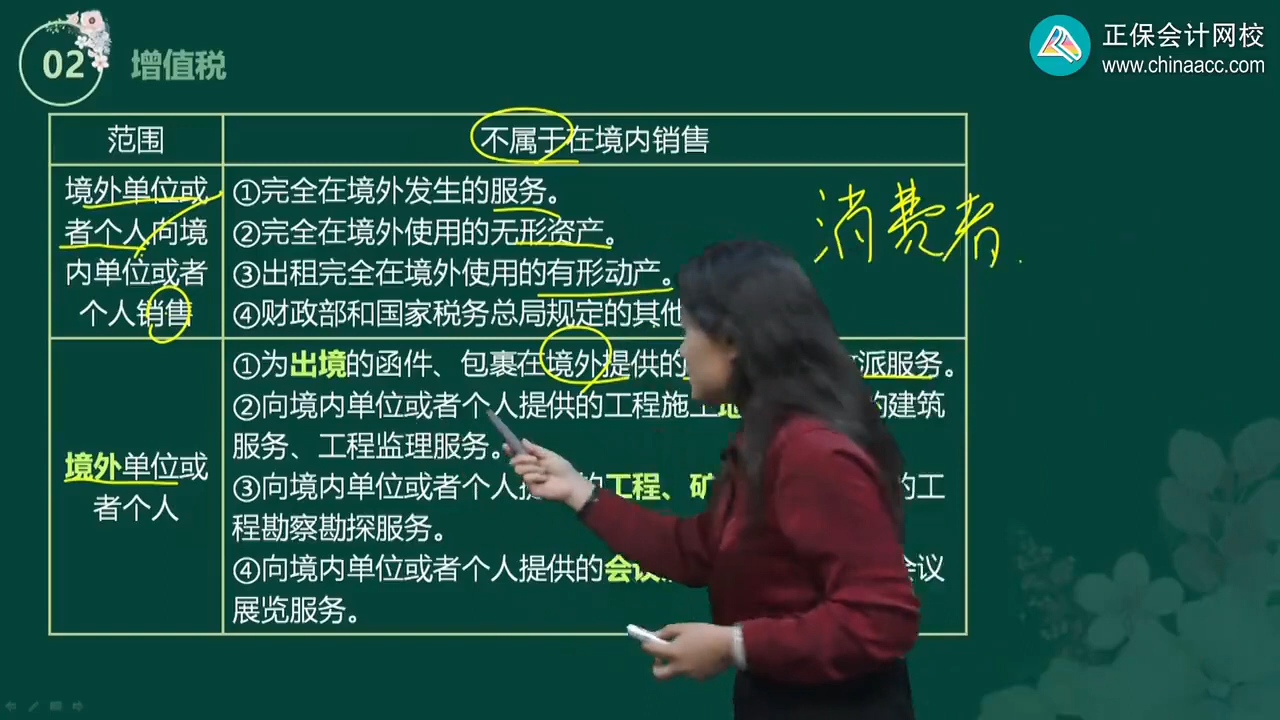 02
增值税
正保会计网校
www.chinaacc.com
范围
不属于在境内销售
境外单位或
者个人向境
内单位或者
个人销售
①完全在境外发生的服务。
②完全在境外使用的无形资产。
③出租完全在境外使用的有形动产。
④财政部和国家税务总局规定的其他
消费者.
境外单位或
者个人
①为出境的函件、包裹在境外提供的 派服务。
②向境内单位或者个人提供的工程施工地 的建筑
服务、工程监理服务。
③向境内单位或者个人提 的工程、矿 的工
程勘察勘探服务。
④向境内单位或者个人提供的会议 会议
展览服务。